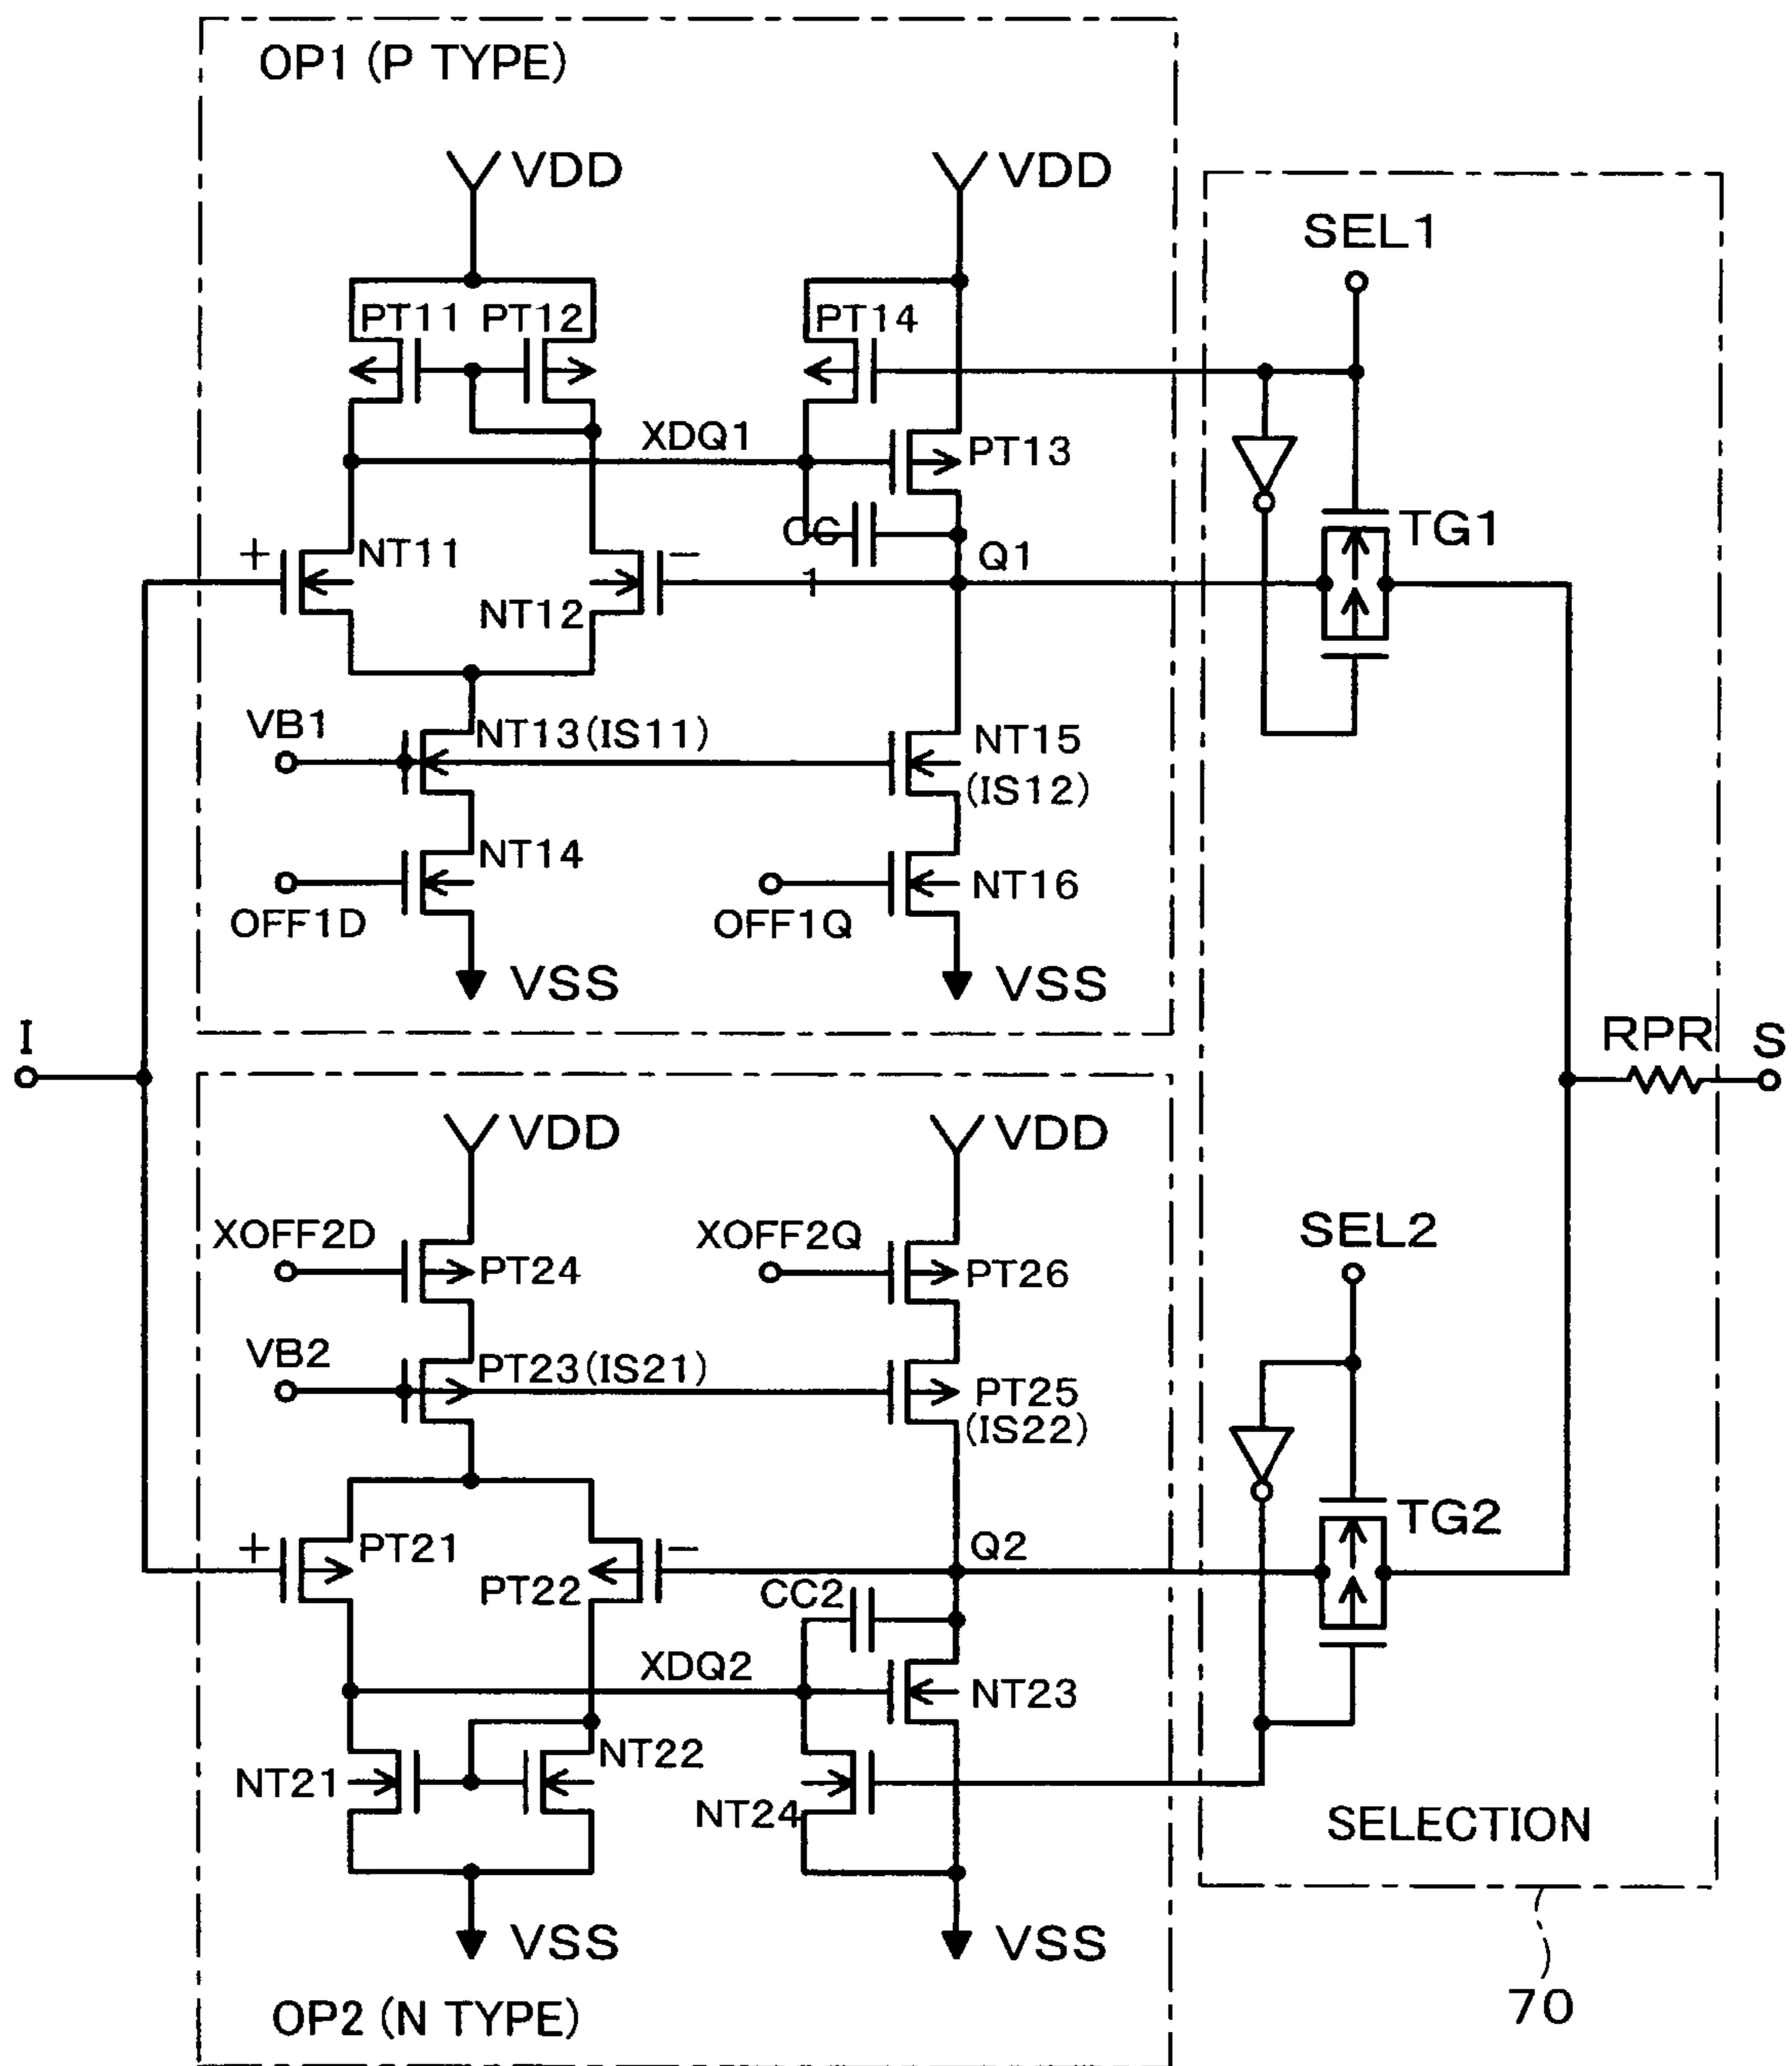 OP1 (P TYPE)
VDD
VDD
SEL1
PT11
PT12
PT14
XDQ1
PT13
TG1
CC
1
Q1
+
NT11
−
NT12
VB1
NT13(IS11)
NT15
(IS12)
NT14
NT16
OFF1D
OFF1Q
VSS
VSS
I
RPR
S
VDD
VDD
SEL2
XOFF2D
XOFF2Q
PT24
PT26
VB2
PT23(IS21)
PT25
(IS22)
TG2
+
PT21
−
PT22
Q2
CC2
XDQ2
NT23
NT21
NT22
NT24
SELECTION
VSS
VSS
70
OP2 (N TYPE)